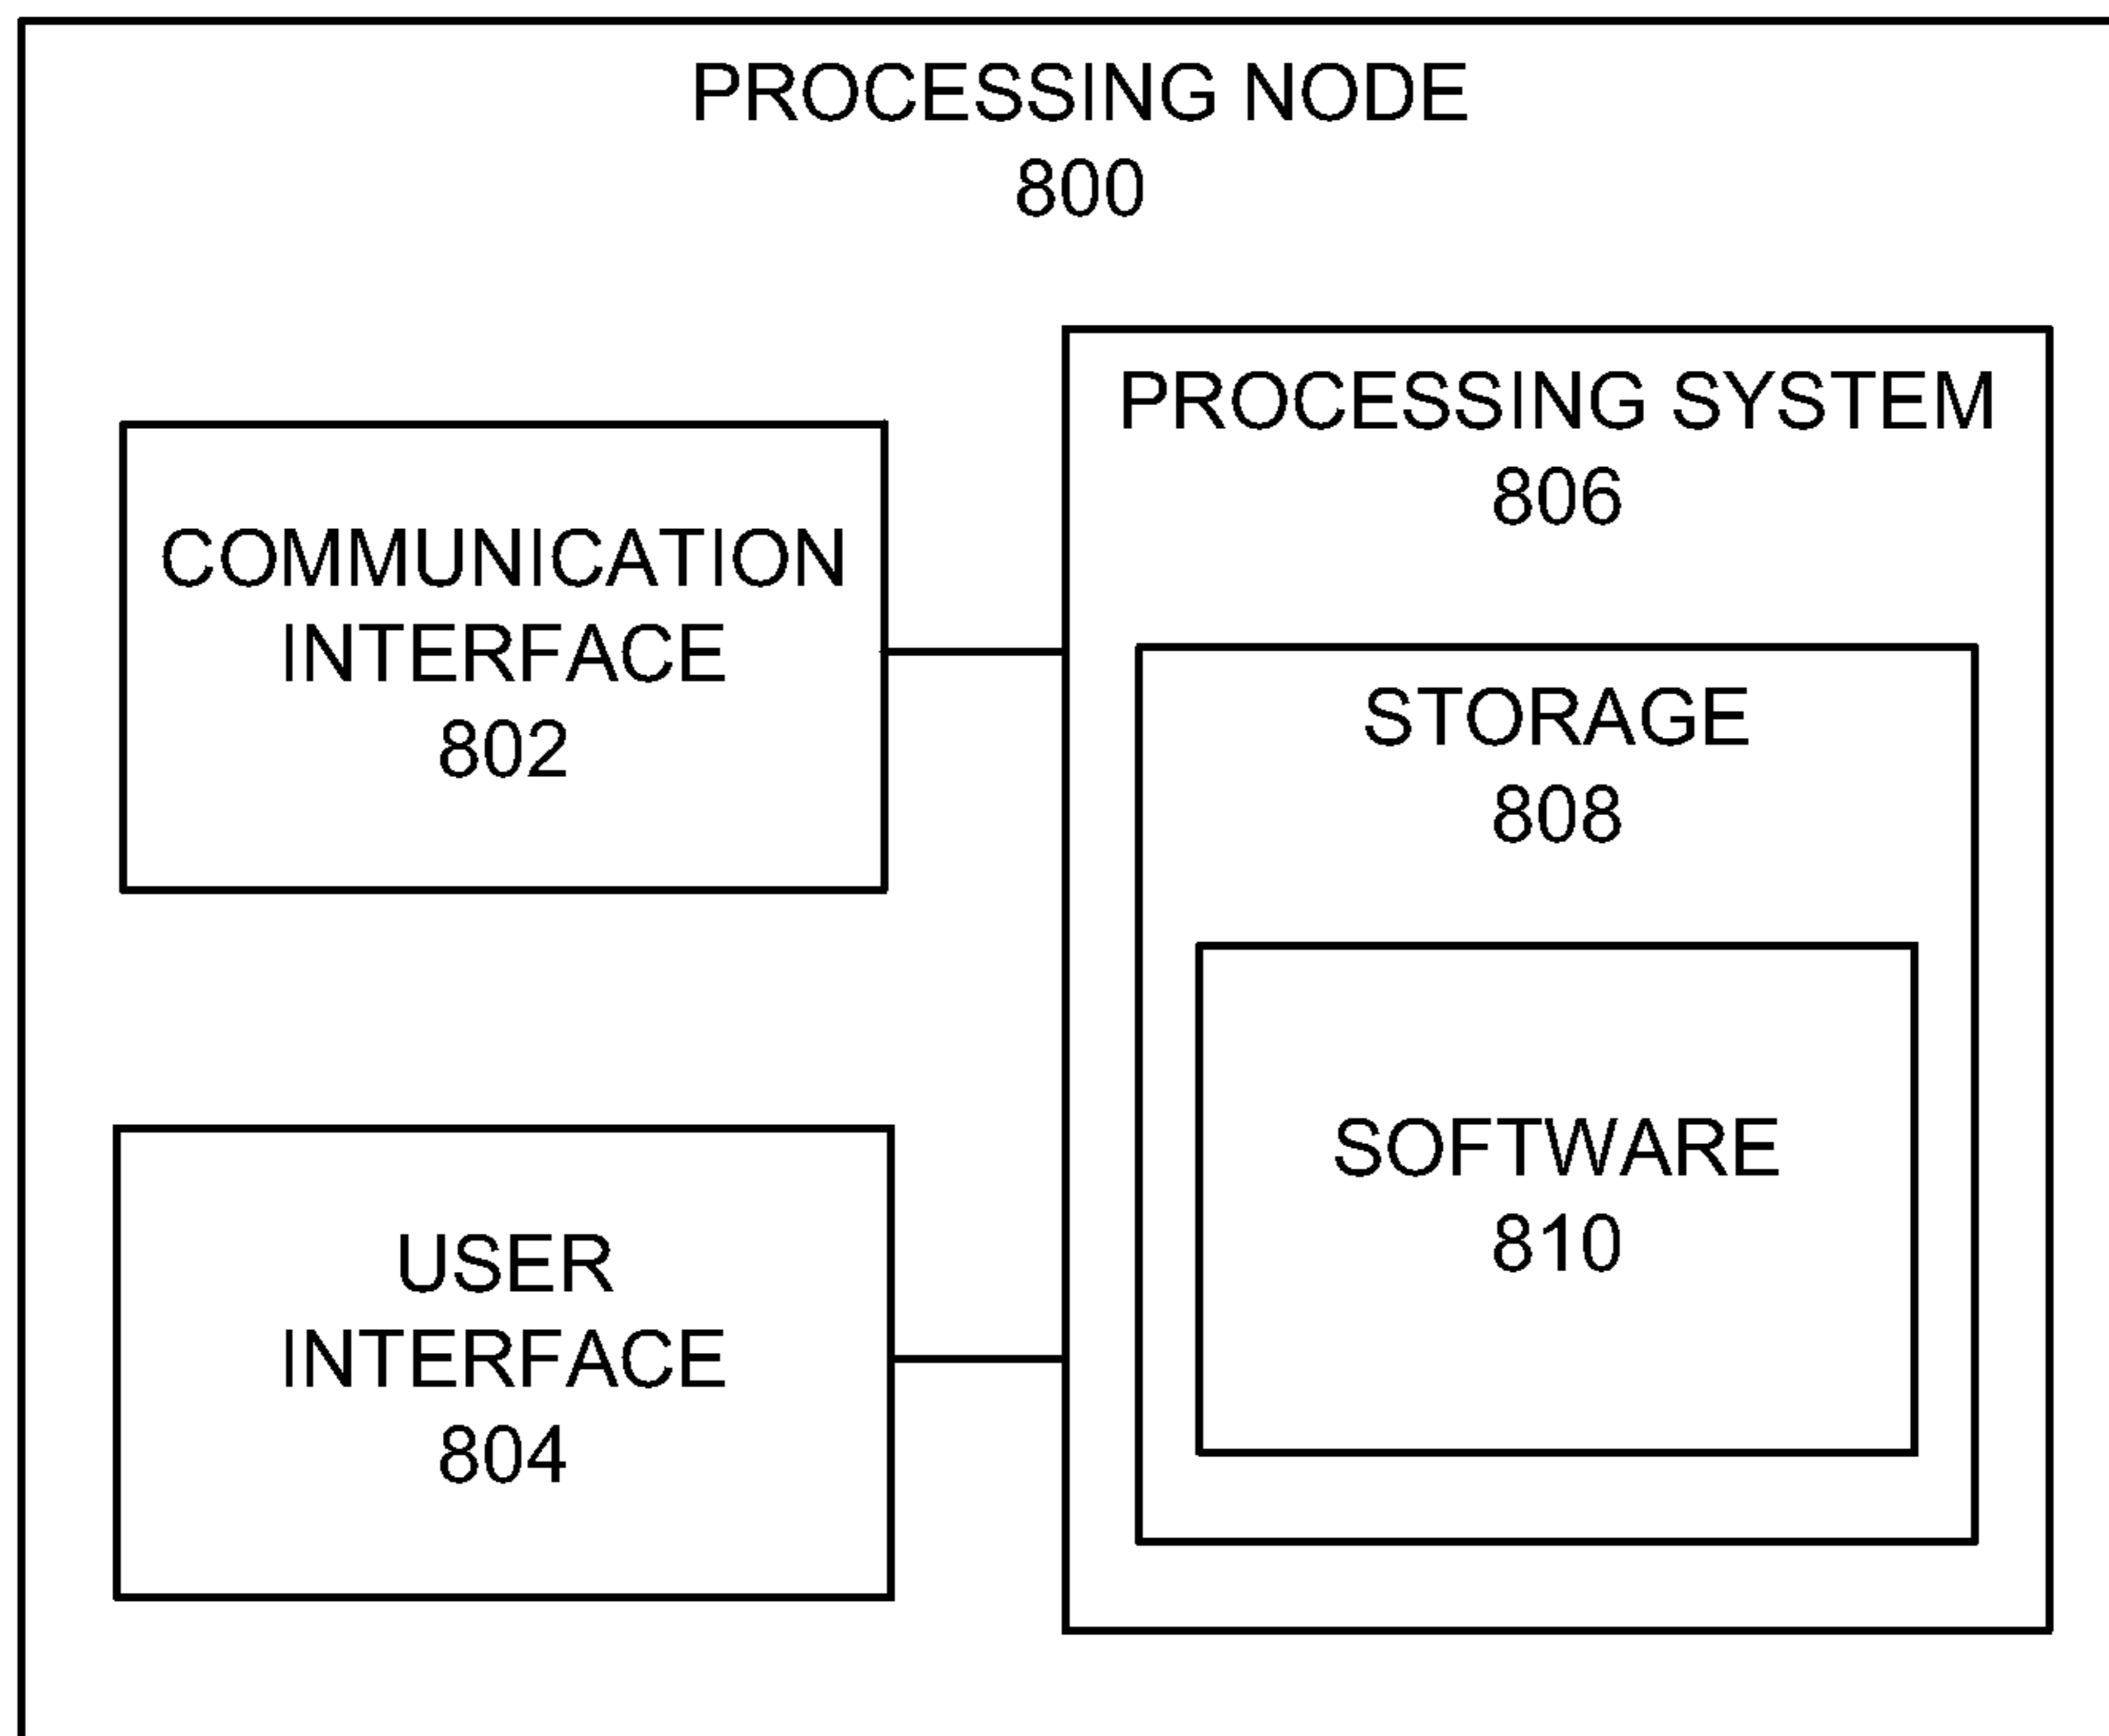 PROCESSING NODE
800
COMMUNICATION
INTERFACE
802
USER
INTERFACE
804
PROCESSING SYSTEM
806
STORAGE
808
SOFTWARE
810